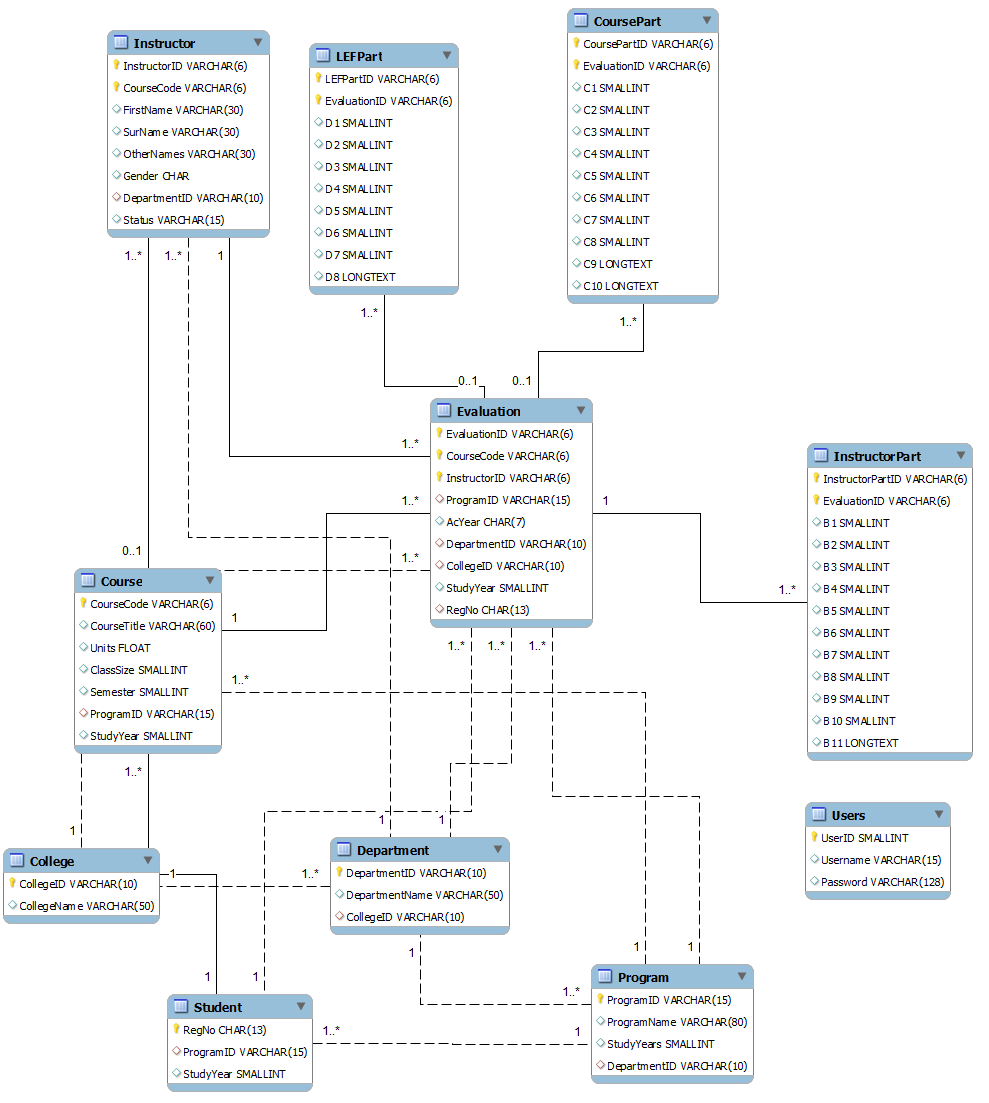 Instructor
InstructorID VARCHAR(6)
CourseCode VARCHAR(6)
FirstName VARCHAR(30)
SurName VARCHAR(30)
OtherNames VARCHAR(30)
Gender CHAR
DepartmentID VARCHAR(10)
Status VARCHAR(15)
1..*
1..*
1
LEFPart
LEFPartID VARCHAR(6)
EvaluationID VARCHAR(6)
D1 SMALLINT
D2 SMALLINT
D3 SMALLINT
D4 SMALLINT
D5 SMALLINT
D6 SMALLINT
D7 SMALLINT
D8 LONGTEXT
1..*
0..1
CoursePart
CoursePartID VARCHAR(6)
EvaluationID VARCHAR(6)
C1 SMALLINT
C2 SMALLINT
C3 SMALLINT
C4 SMALLINT
C5 SMALLINT
C6 SMALLINT
C7 SMALLINT
C8 SMALLINT
C9 LONGTEXT
C10 LONGTEXT
1..*
0..1
Evaluation
EvaluationID VARCHAR(6)
CourseCode VARCHAR(6)
InstructorID VARCHAR(6)
ProgramID VARCHAR(15)
AcYear CHAR(7)
DepartmentID VARCHAR(10)
CollegeID VARCHAR(10)
StudyYear SMALLINT
RegNo CHAR(13)
1..*
1..*
1..*
1
1..*
1..*
1..*
InstructorPart
InstructorPartID VARCHAR(6)
EvaluationID VARCHAR(6)
B1 SMALLINT
B2 SMALLINT
B3 SMALLINT
B4 SMALLINT
B5 SMALLINT
B6 SMALLINT
B7 SMALLINT
B8 SMALLINT
B9 SMALLINT
B10 SMALLINT
B11 LONGTEXT
1..*
0..1
Course
CourseCode VARCHAR(6)
CourseTitle VARCHAR(60)
Units FLOAT
ClassSize SMALLINT
Semester SMALLINT
ProgramID VARCHAR(15)
StudyYear SMALLINT
1
1..*
1..*
1
College
CollegeID VARCHAR(10)
CollegeName VARCHAR(50)
1
1..*
1
1
Department
DepartmentID VARCHAR(10)
DepartmentName VARCHAR(50)
CollegeID VARCHAR(10)
1
Users
UserID SMALLINT
Username VARCHAR(15)
Password VARCHAR(128)
1
1
Student
RegNo CHAR(13)
ProgramID VARCHAR(15)
StudyYear SMALLINT
1..*
1
1
1
1..*
Program
ProgramID VARCHAR(15)
ProgramName VARCHAR(80)
StudyYears SMALLINT
DepartmentID VARCHAR(10)